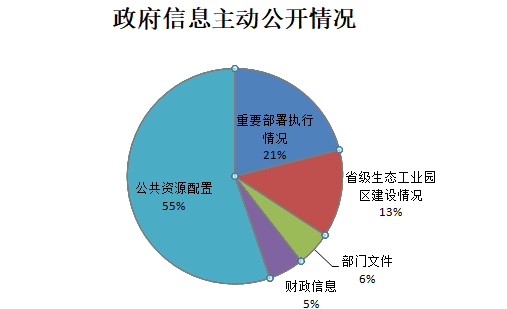 政府信息主动公开情况
重要部署执行
情况
21%
省级生态工业园
区建设情况
13%
部门文件
6%
财政信息
5%
公共资源配置
55%